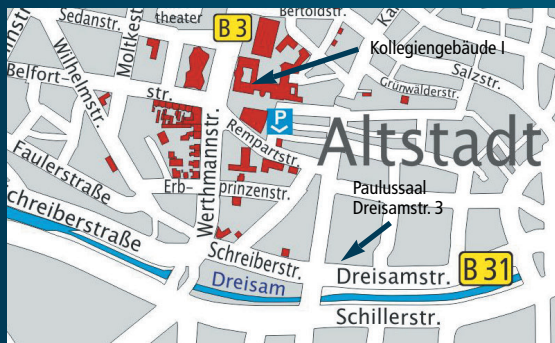 Sedanstr.
theater
B 3
Bertoldstr.
Moltkestr.
Wilhelmstr.
Kollegiengebäude I
Belfort-
str.
Salzstr.
Grünwälderstr.
P
Rempartstr.
Altstadt
Werthmannstr.
Faulerstraße
Erb-
prinzenstr.
Paulussaal
Dreisamstr. 3
Schreiberstraße
Schreiberstr.
Dreisam
Dreisamstr.
B 31
Schillerstr.